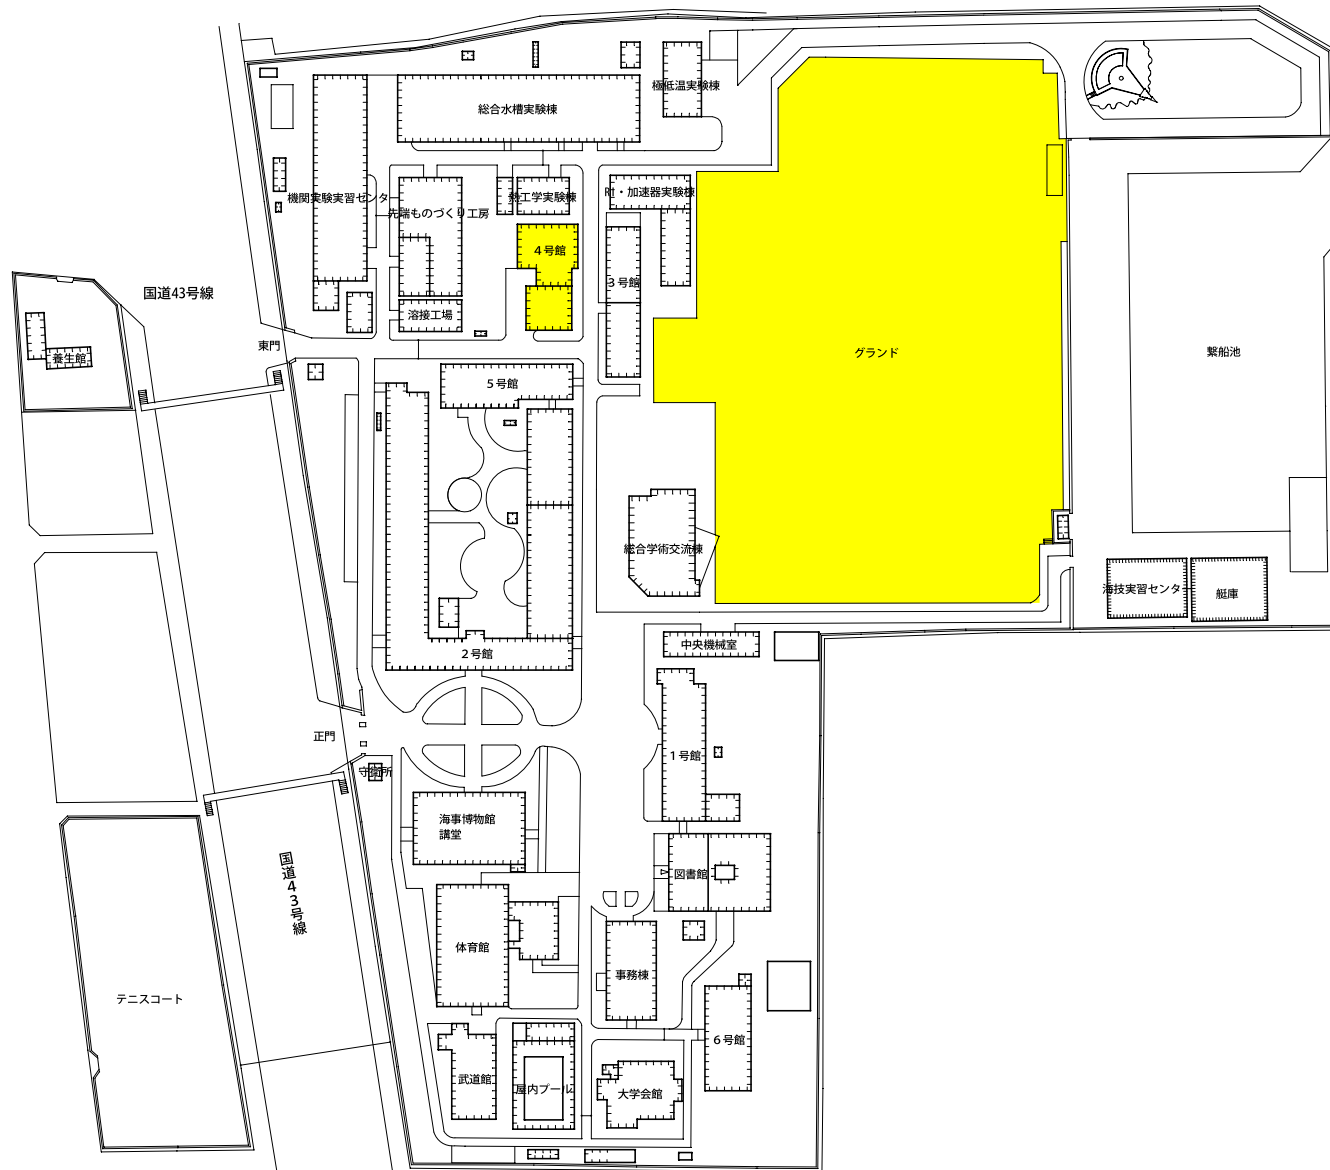 極低温実験棟
総合水槽実験棟
機関実験実習センター
先端ものづくり工房
熱工学実験棟
附・加速器実験棟
4号館
3号館
国道43号線
溶接工場
東門
養生館
グランド
繋船池
5号館
総合学術交流棟
海技実習センター
艇庫
中央機械室
2号館
正門
1号館
守衛所
海事博物館
講堂
国道43号線
図書館
体育館
事務棟
テニスコート
6号館
武道館
屋内プール
大学会館